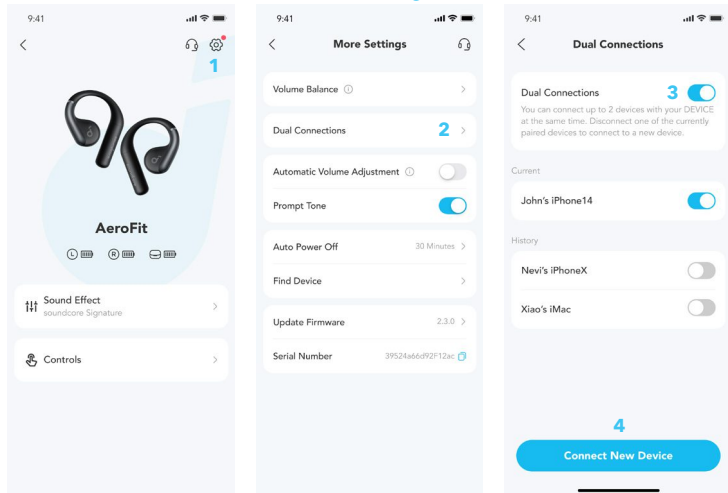 9:41
1
AeroFit
L
R
Sound Effect
soundcore Signature
Controls
9:41
More Settings
Volume Balance
Dual Connections
2
Automatic Volume Adjustment
Prompt Tone
Auto Power Off
30 Minutes
Find Device
Update Firmware
2.3.0
Serial Number
39524a66d92F12ac
9:41
Dual Connections
Dual Connections
3
You can connect up to 2 devices with your DEVICE
at the same time. Disconnect one of the currently
paired devices to connect to a new device.
Current
John's iPhone14
History
Nevi's iPhoneX
Xiao's iMac
4
Connect New Device